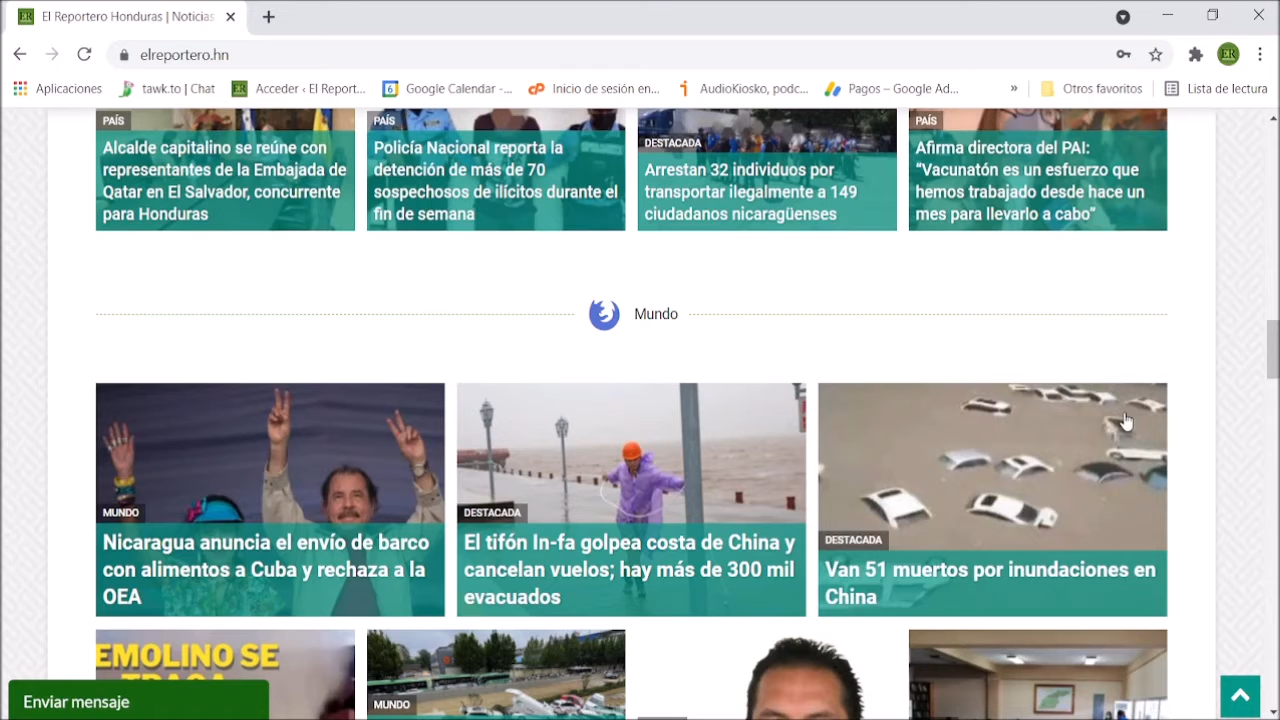 El Reportero Honduras | Noticias
elreportero.hn
Aplicaciones
tawk.to | Chat
Acceder ‹ El Report...
Google Calendar -...
Inicio de sesión en...
AutoKiosko, podc...
Pagos – Google Ad...
»
Otros favoritos
Lista de lectura
PAÍS
Alcalde capitalino se reúne con
representantes de la Embajada de
Qatar en El Salvador, concurrente
para Honduras
PAÍS
Policía Nacional reporta la
detención de más de 70
sospechosos de ilícitos durante el
fin de semana
DESTACADA
Arrestan 32 individuos por
transportar ilegalmente a 149
ciudadanos nicaragüenses
PAÍS
Afirma directora del PAI:
“Vacunatón es un esfuerzo que
hemos trabajado desde hace un
mes para llevarlo a cabo”
Mundo
MUNDO
Nicaragua anuncia el envío de barco
con alimentos a Cuba y rechaza a la
OEA
DESTACADA
El tifón In-fa golpea costa de China y
cancelan vuelos; hay más de 300 mil
evacuados
DESTACADA
Van 51 muertos por inundaciones en
China
EMOLINO SE
MUNDO
Enviar mensaje